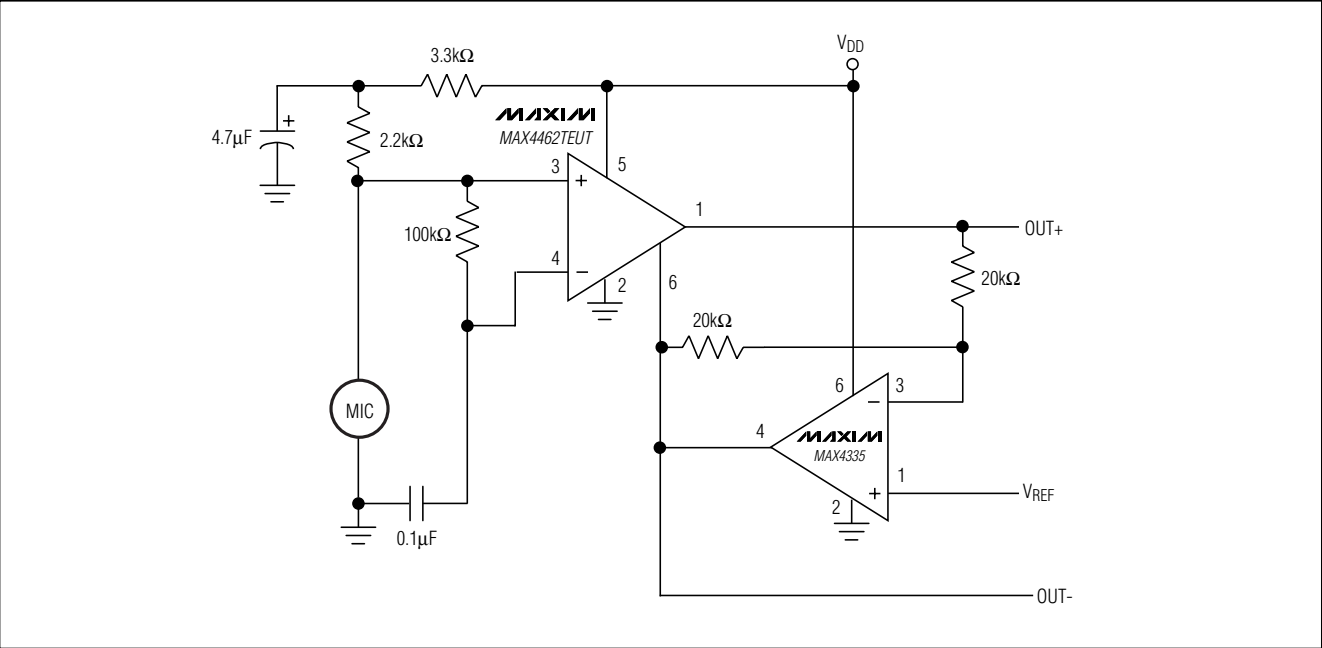 V_DD
3.3kΩ
MAXIM
MAX4462TEUT
+
4.7μF
2.2kΩ
3
+
5
1
OUT+
100kΩ
4
−
2
6
20kΩ
20kΩ
6
3
−
MIC
4
MAXIM
MAX4335
1
+
V_REF
2
0.1μF
OUT-